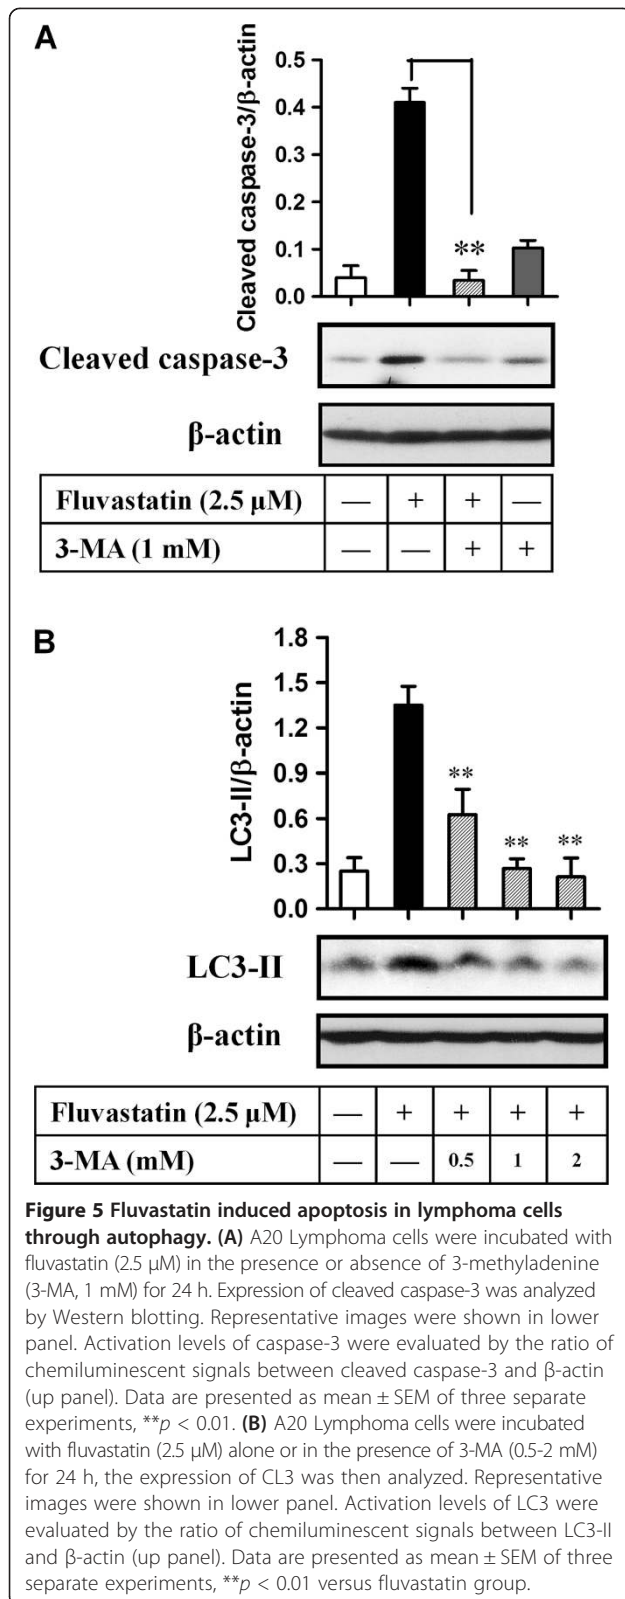 A
Cleaved caspase-3/β-actin
0.5
0.4
0.3
0.2
0.1
0.0
**
Cleaved caspase-3
β-actin
Fluvastatin (2.5 μM) — + + —
3-MA (1 mM) — — + +
B
LC3-II/β-actin
1.8
1.5
1.2
0.9
0.6
0.3
0.0
** ** **
LC3-II
β-actin
Fluvastatin (2.5 μM) — + + + +
3-MA (mM) — — 0.5 1 2
Figure 5 Fluvastatin induced apoptosis in lymphoma cells
through autophagy. (A) A20 Lymphoma cells were incubated with
fluvastatin (2.5 μM) in the presence or absence of 3-methyladenine
(3-MA, 1 mM) for 24 h. Expression of cleaved caspase-3 was analyzed
by Western blotting. Representative images were shown in lower
panel. Activation levels of caspase-3 were evaluated by the ratio of
chemiluminescent signals between cleaved caspase-3 and β-actin
(up panel). Data are presented as mean ± SEM of three separate
experiments, **p < 0.01. (B) A20 Lymphoma cells were incubated
with fluvastatin (2.5 μM) alone or in the presence of 3-MA (0.5-2 mM)
for 24 h, the expression of CL3 was then analyzed. Representative
images were shown in lower panel. Activation levels of LC3 were
evaluated by the ratio of chemiluminescent signals between LC3-II
and β-actin (up panel). Data are presented as mean ± SEM of three
separate experiments, **p < 0.01 versus fluvastatin group.